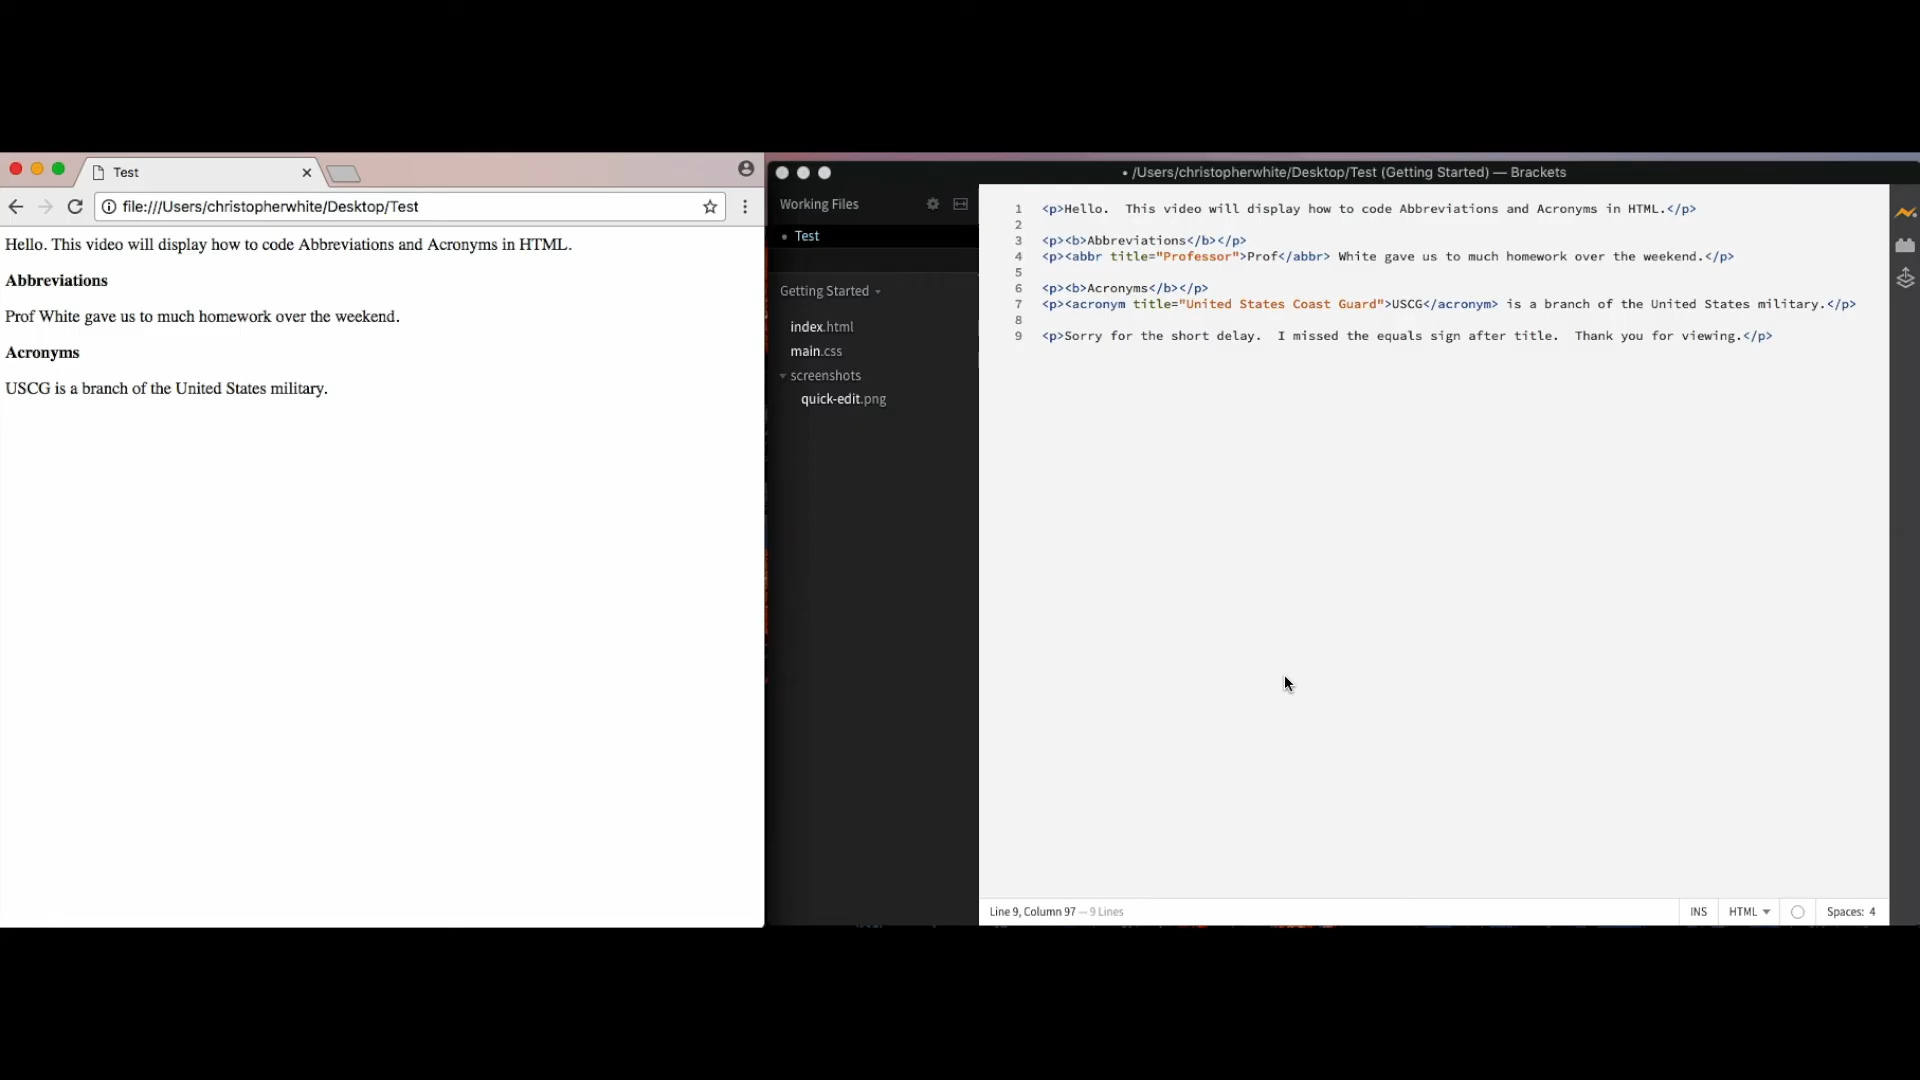 Test
file:///Users/christopherwhite/Desktop/Test
Hello. This video will display how to code Abbreviations and Acronyms in HTML.
Abbreviations
Prof White gave us to much homework over the weekend.
Acronyms
USCG is a branch of the United States military.
• /Users/christopherwhite/Desktop/Test (Getting Started) — Brackets
Working Files
• Test
Getting Started
index.html
main.css
screenshots
quick-edit.png
1 <p>Hello.  This video will display how to code Abbreviations and Acronyms in HTML.</p>
2
3 <p><b>Abbreviations</b></p>
4 <p><abbr title="Professor">Prof</abbr> White gave us to much homework over the weekend.</p>
5
6 <p><b>Acronyms</b></p>
7 <p><acronym title="United States Coast Guard">USCG</acronym> is a branch of the United States military.</p>
8
9 <p>Sorry for the short delay.  I missed the equals sign after title.  Thank you for viewing.</p>
Line 9, Column 97 — 9 Lines
INS
HTML
Spaces: 4